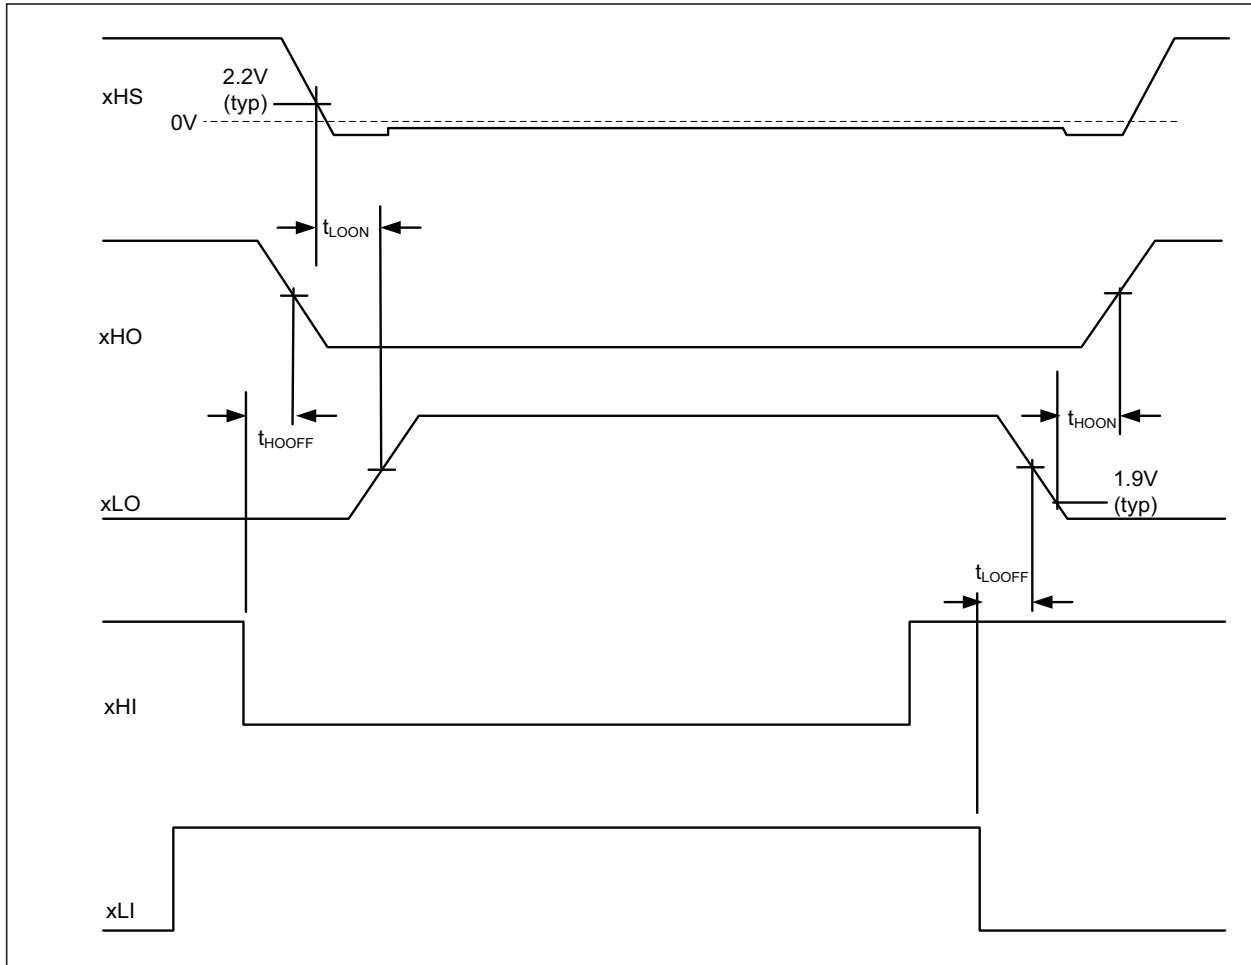 2.2V
(typ)
xHS
0V
tLOON
xHO
tHOOFF
tHOON
xLO
1.9V
(typ)
tLOOFF
xHI
xLI